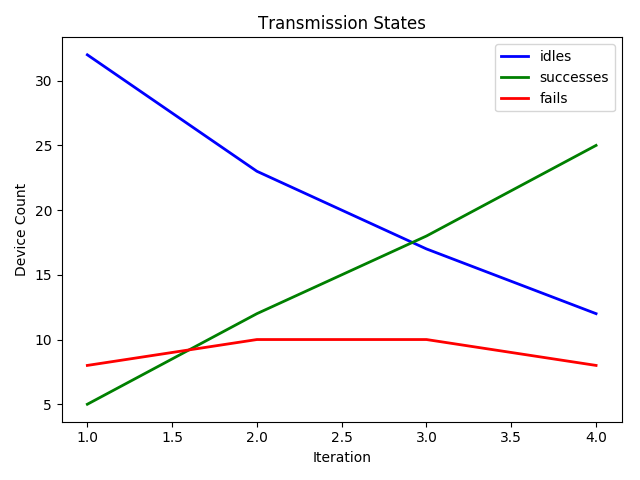 Transmission States
idles
successes
fails
Device Count
30
25
20
15
10
5
1.0 1.5 2.0 2.5 3.0 3.5 4.0
Iteration